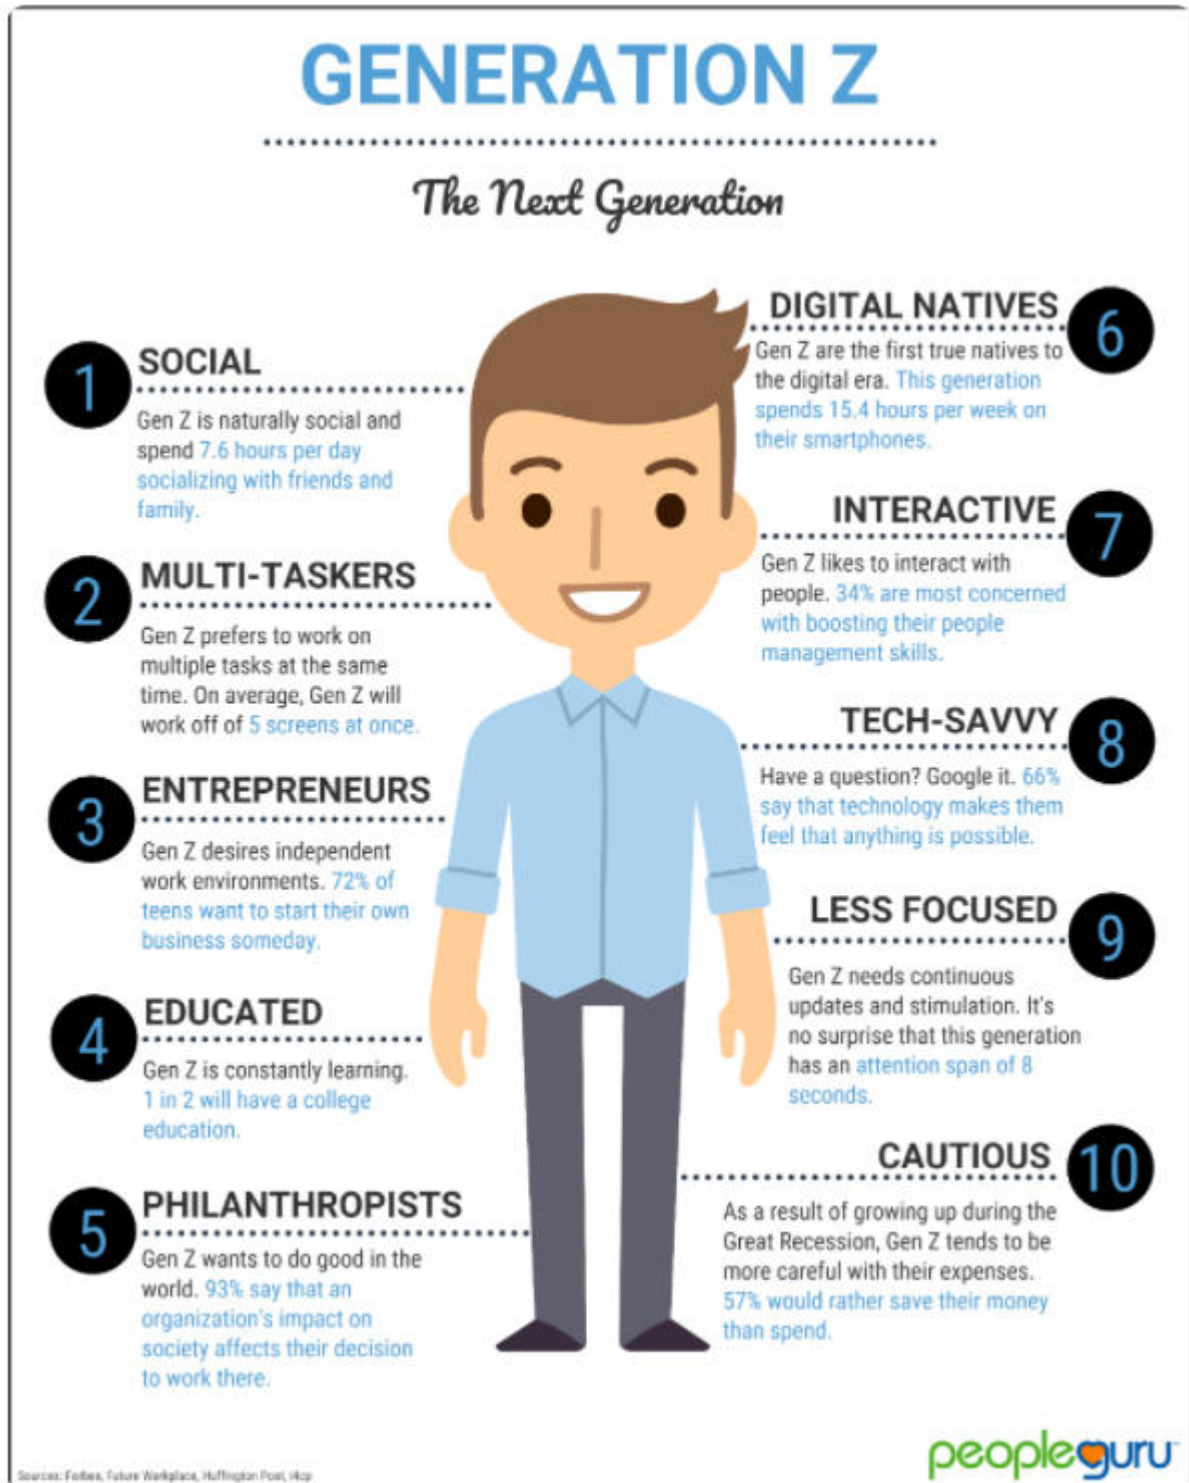 GENERATION Z
The Next Generation
1
SOCIAL
Gen Z is naturally social and
spend 7.6 hours per day
socializing with friends and
family.
2
MULTI-TASKERS
Gen Z prefers to work on
multiple tasks at the same
time. On average, Gen Z will
work off of 5 screens at once.
3
ENTREPRENEURS
Gen Z desires independent
work environments. 72% of
teens want to start their own
business someday.
4
EDUCATED
Gen Z is constantly learning.
1 in 2 will have a college
education.
5
PHILANTHROPISTS
Gen Z wants to do good in the
world. 93% say that an
organization's impact on
society affects their decision
to work there.
DIGITAL NATIVES
6
Gen Z are the first true natives to
the digital era. This generation
spends 15.4 hours per week on
their smartphones.
INTERACTIVE
7
Gen Z likes to interact with
people. 34% are most concerned
with boosting their people
management skills.
TECH-SAVVY
8
Have a question? Google it. 66%
say that technology makes them
feel that anything is possible.
LESS FOCUSED
9
Gen Z needs continuous
updates and stimulation. It's
no surprise that this generation
has an attention span of 8
seconds.
CAUTIOUS
10
As a result of growing up during the
Great Recession, Gen Z tends to be
more careful with their expenses.
57% would rather save their money
than spend.
Sources: Forbes, Future Workplace, Huffington Post,
peopleguru